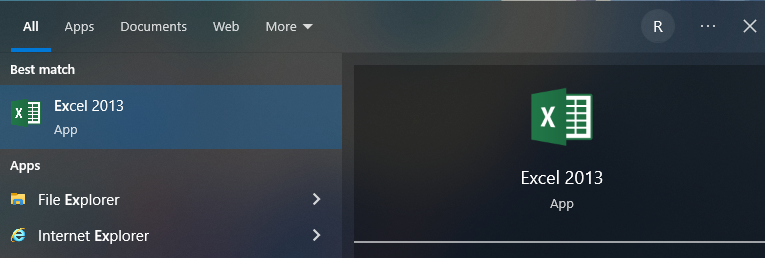 All Apps Documents Web More R
Best match
Excel 2013
App
Apps
File Explorer
Internet Explorer
Excel 2013
App